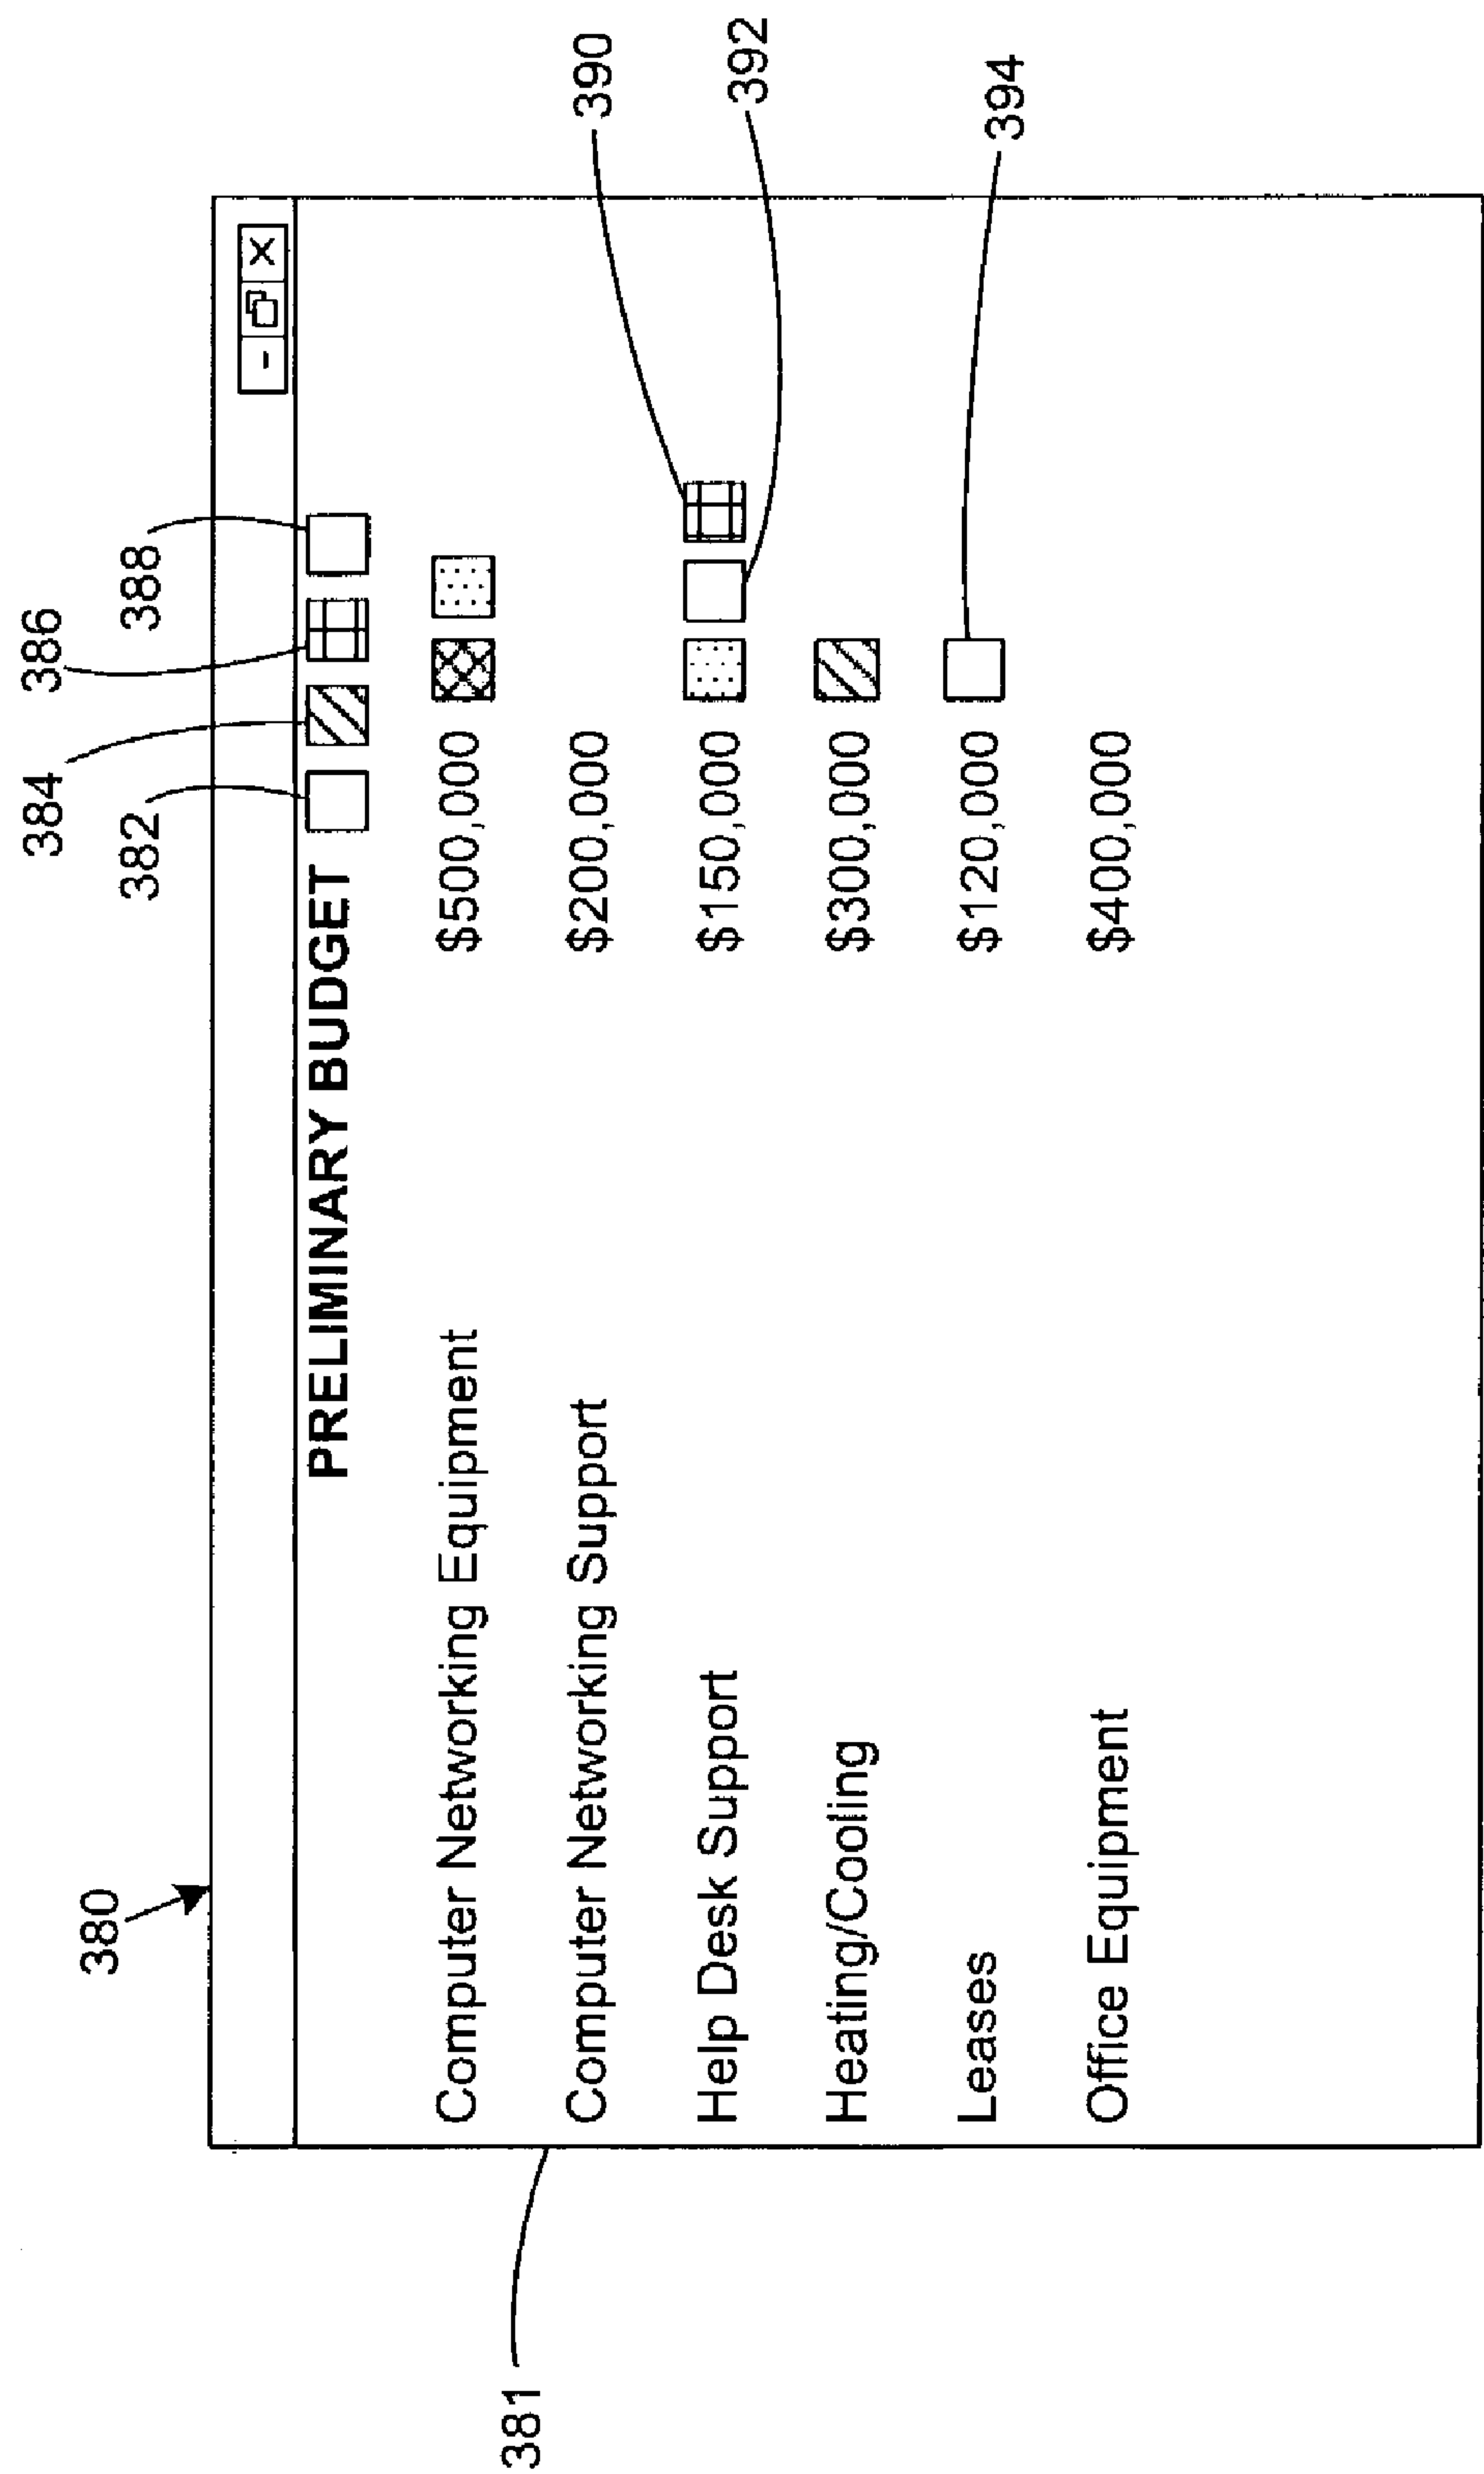 384 386
382 388
380
390
392
394
381
- X
PRELIMINARY BUDGET
Computer Networking Equipment $500,000
Computer Networking Support $200,000
Help Desk Support $150,000
Heating/Cooling $300,000
Leases $120,000
Office Equipment $400,000